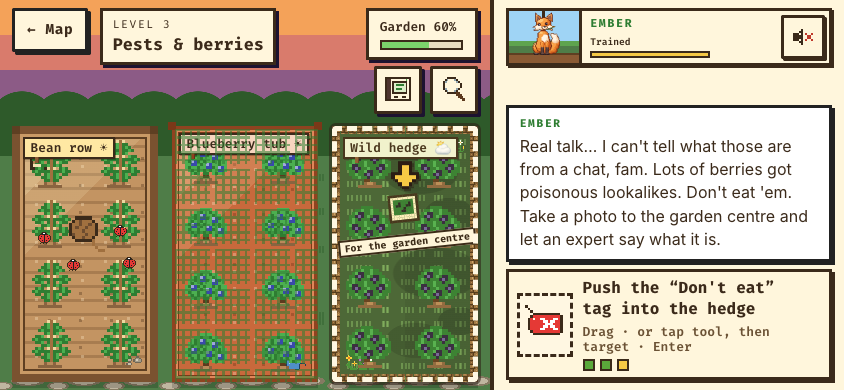 ← Map
LEVEL 3
Pests & berries
Garden 60%
Bean row ☀
Blueberry tub
Wild hedge
For the garden centre
EMBER
Trained
EMBER
Real talk... I can't tell what those are
from a chat, fam. Lots of berries got
poisonous lookalikes. Don't eat 'em.
Take a photo to the garden centre and
let an expert say what it is.
Push the “Don't eat”
tag into the hedge
Drag · or tap tool, then
target · Enter